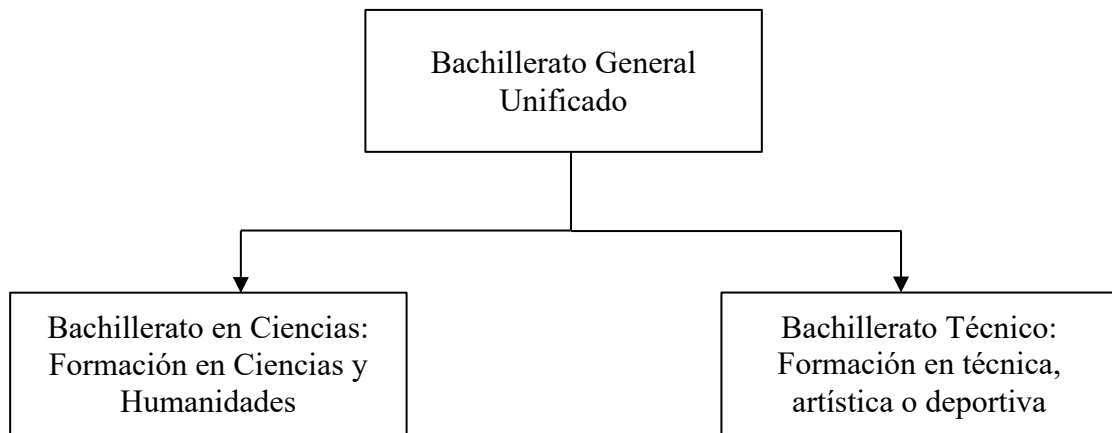 Bachillerato General
Unificado
Bachillerato en Ciencias:
Formación en Ciencias y
Humanidades
Bachillerato Técnico:
Formación en técnica,
artística o deportiva